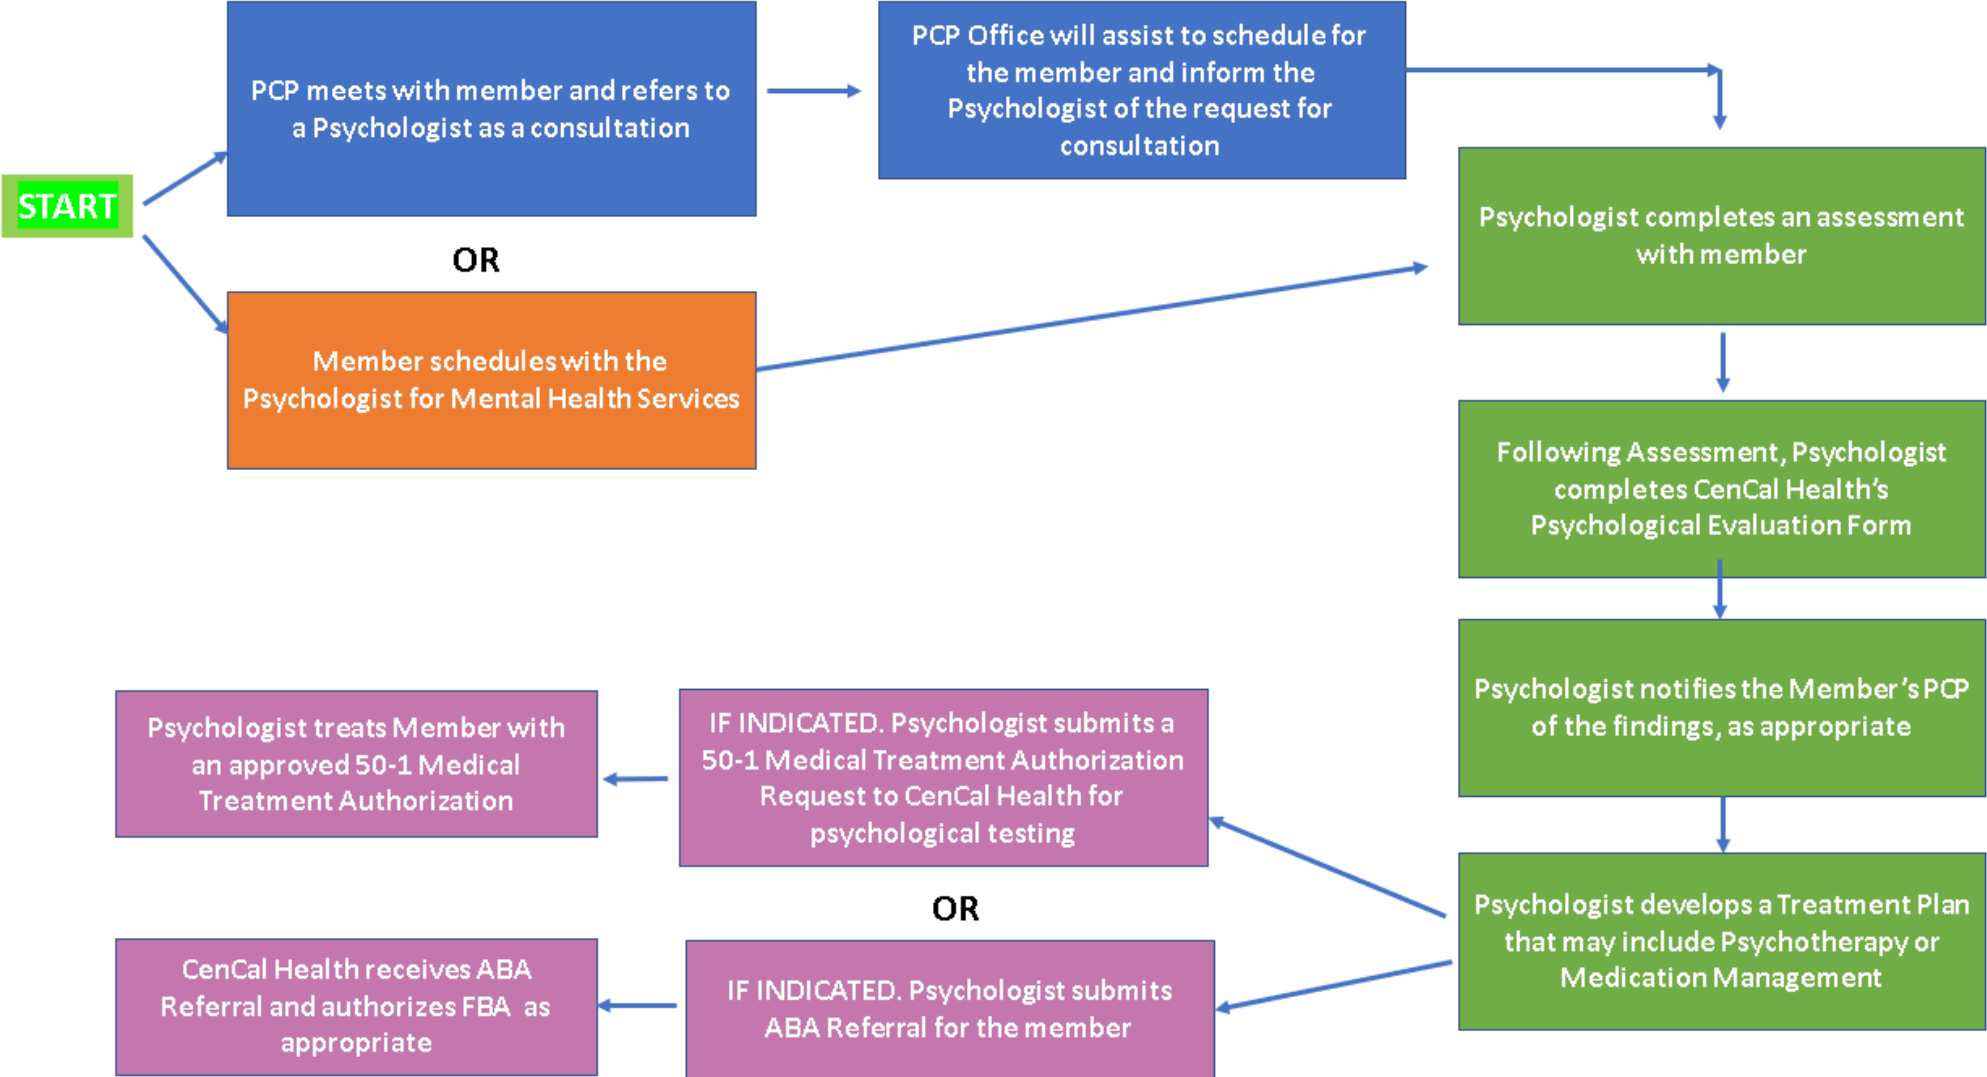 START
PCP meets with member and refers to
a Psychologist as a consultation
PCP Office will assist to schedule for
the member and inform the
Psychologist of the request for
consultation
OR
Member schedules with the
Psychologist for Mental Health Services
Psychologist completes an assessment
with member
Following Assessment, Psychologist
completes CenCal Health’s
Psychological Evaluation Form
Psychologist notifies the Member’s PCP
of the findings, as appropriate
Psychologist develops a Treatment Plan
that may include Psychotherapy or
Medication Management
IF INDICATED. Psychologist submits a
50-1 Medical Treatment Authorization
Request to CenCal Health for
psychological testing
Psychologist treats Member with
an approved 50-1 Medical
Treatment Authorization
OR
IF INDICATED. Psychologist submits
ABA Referral for the member
CenCal Health receives ABA
Referral and authorizes FBA as
appropriate